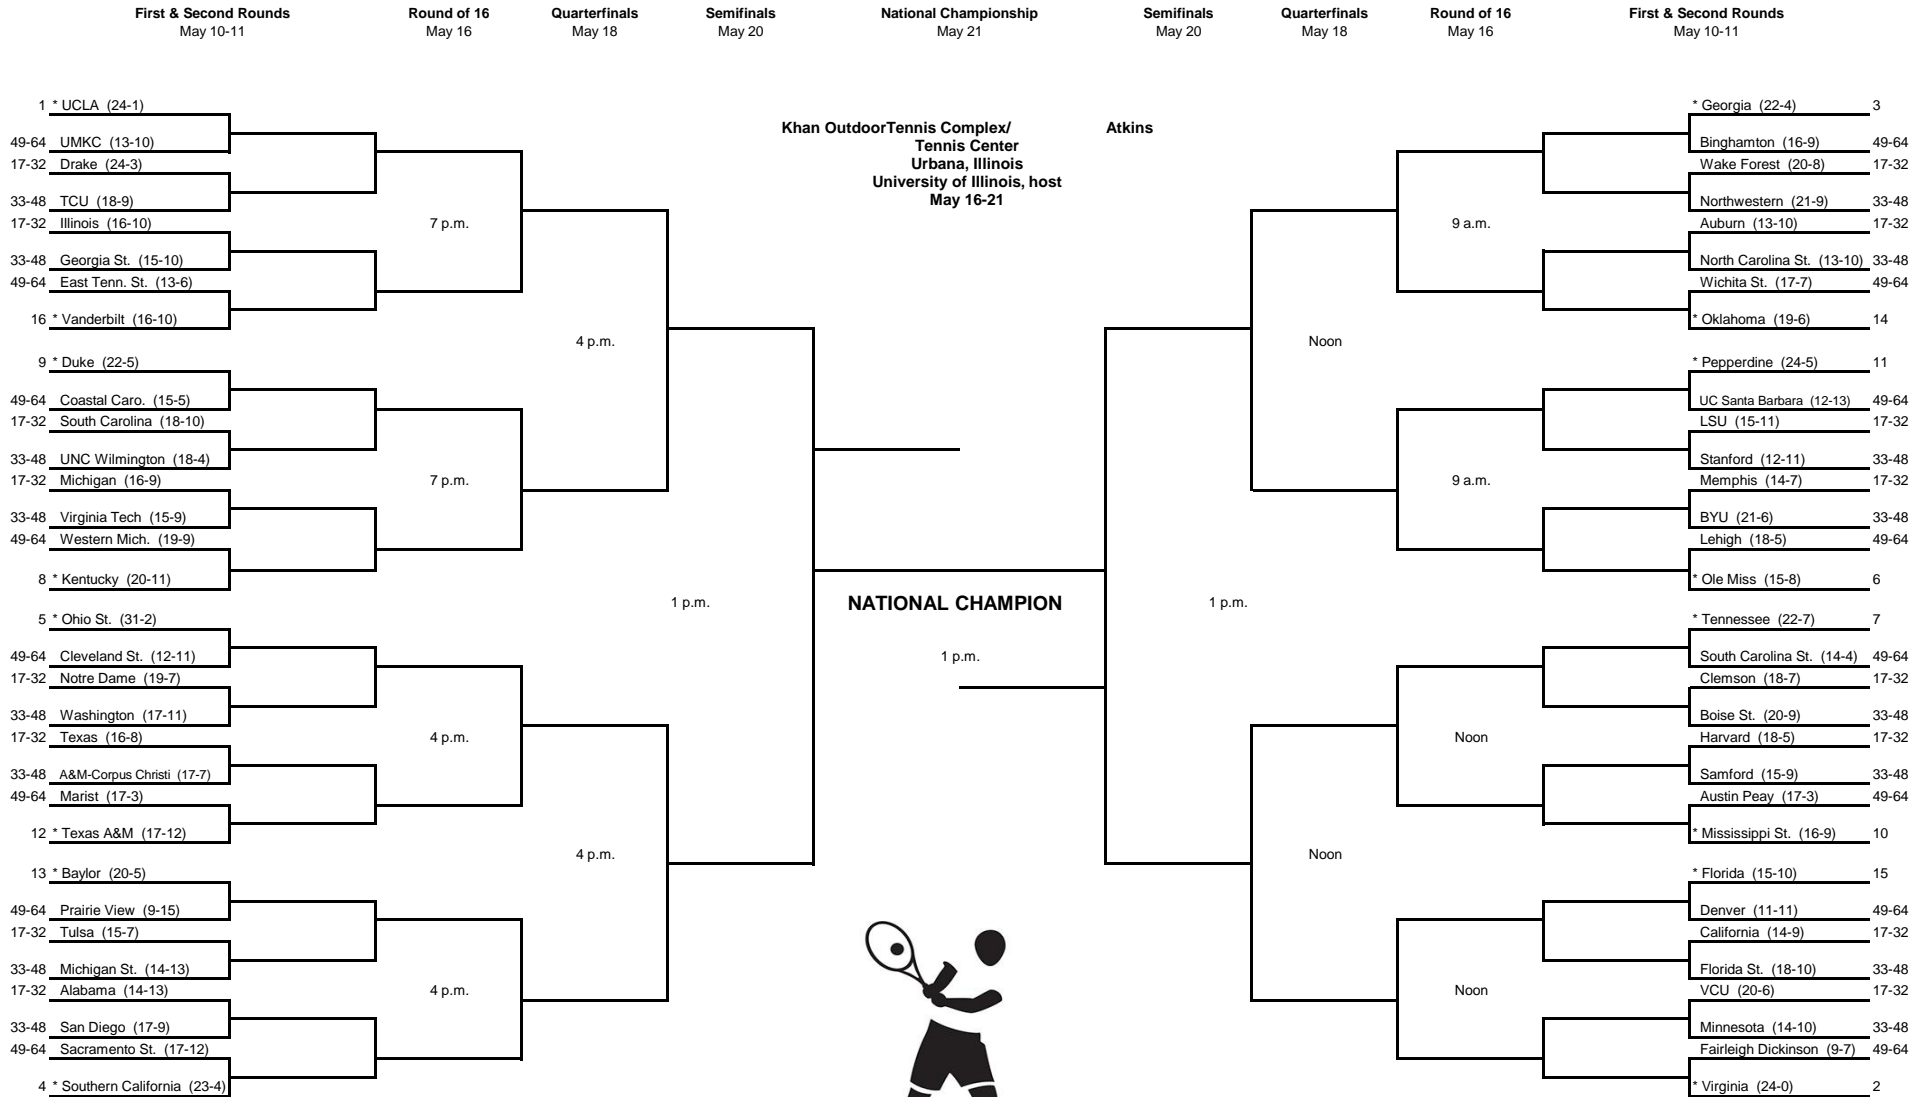 First & Second Rounds Round of 16 Quarterfinals Semifinals National Championship Semifinals Quarterfinals Round of 16 First & Second Rounds
May 10-11 May 16 May 18 May 20 May 21 May 20 May 18 May 16 May 10-11
1 * UCLA (24-1)
49-64 UMKC (13-10)
17-32 Drake (24-3)
33-48 TCU (18-9)
17-32 Illinois (16-10)
7 p.m.
33-48 Georgia St. (15-10)
49-64 East Tenn. St. (13-6)
16 * Vanderbilt (16-10)
4 p.m.
9 * Duke (22-5)
49-64 Coastal Caro. (15-5)
17-32 South Carolina (18-10)
33-48 UNC Wilmington (18-4)
17-32 Michigan (16-9)
7 p.m.
33-48 Virginia Tech (15-9)
49-64 Western Mich. (19-9)
8 * Kentucky (20-11)
1 p.m.
5 * Ohio St. (31-2)
49-64 Cleveland St. (12-11)
17-32 Notre Dame (19-7)
33-48 Washington (17-11)
17-32 Texas (16-8)
4 p.m.
33-48 A&M-Corpus Christi (17-7)
49-64 Marist (17-3)
12 * Texas A&M (17-12)
4 p.m.
13 * Baylor (20-5)
49-64 Prairie View (9-15)
17-32 Tulsa (15-7)
33-48 Michigan St. (14-13)
17-32 Alabama (14-13)
4 p.m.
33-48 San Diego (17-9)
49-64 Sacramento St. (17-12)
4 * Southern California (23-4)
Khan OutdoorTennis Complex/ Atkins
Tennis Center
Urbana, Illinois
University of Illinois, host
May 16-21
NATIONAL CHAMPION
1 p.m.
* Georgia (22-4) 3
Binghamton (16-9) 49-64
Wake Forest (20-8) 17-32
Northwestern (21-9) 33-48
9 a.m.
Auburn (13-10) 17-32
North Carolina St. (13-10) 33-48
Wichita St. (17-7) 49-64
* Oklahoma (19-6) 14
Noon
* Pepperdine (24-5) 11
UC Santa Barbara (12-13) 49-64
LSU (15-11) 17-32
Stanford (12-11) 33-48
9 a.m.
Memphis (14-7) 17-32
BYU (21-6) 33-48
Lehigh (18-5) 49-64
* Ole Miss (15-8) 6
1 p.m.
* Tennessee (22-7) 7
South Carolina St. (14-4) 49-64
Clemson (18-7) 17-32
Boise St. (20-9) 33-48
Noon
Harvard (18-5) 17-32
Samford (15-9) 33-48
Austin Peay (17-3) 49-64
* Mississippi St. (16-9) 10
Noon
* Florida (15-10) 15
Denver (11-11) 49-64
California (14-9) 17-32
Florida St. (18-10) 33-48
Noon
VCU (20-6) 17-32
Minnesota (14-10) 33-48
Fairleigh Dickinson (9-7) 49-64
* Virginia (24-0) 2